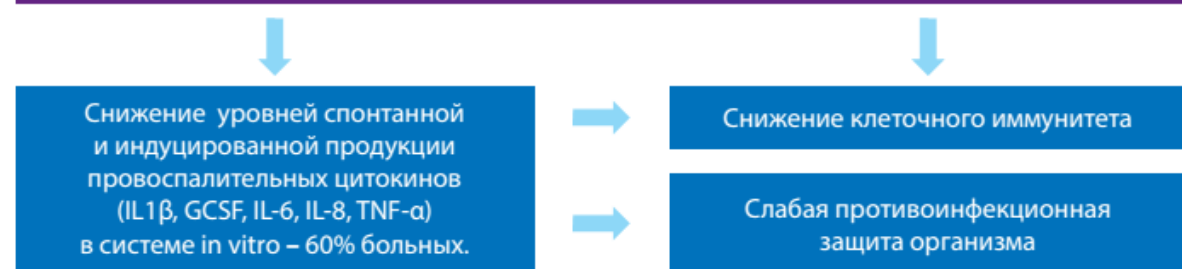 Снижение уровней спонтанной
и индуцированной продукции
провоспалительных цитокинов
(IL1β, GCSF, IL-6, IL-8, TNF-α)
в системе in vitro – 60% больных.
Снижение клеточного иммунитета
Слабая противоинфекционная
защита организма